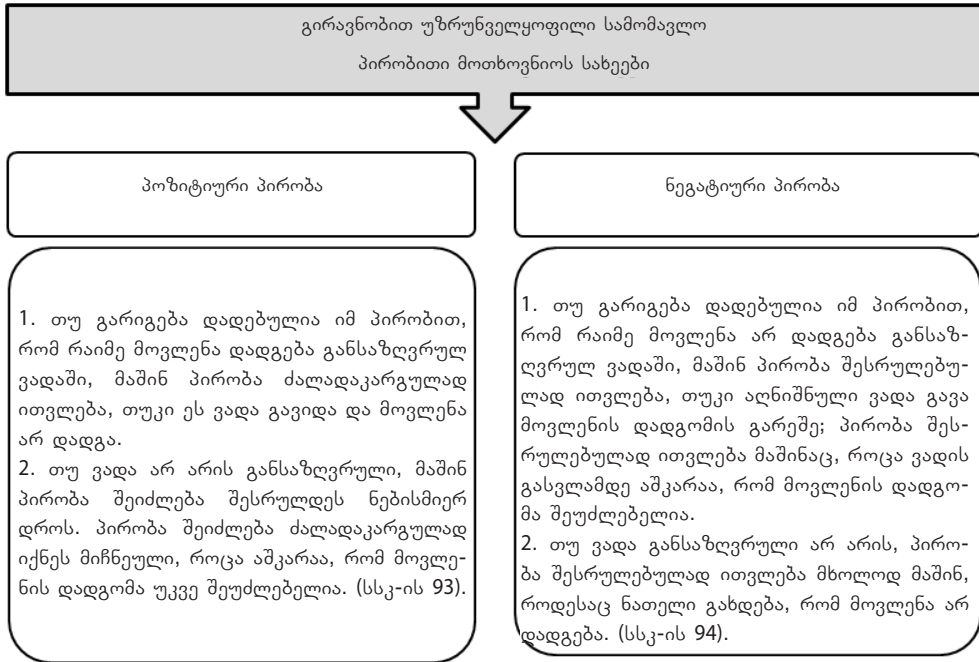 გირავნობით უზრუნველყოფილი სამომავლო
პირობითი მოთხოვნიოს სახეები
პოზიტიური პირობა
1. თუ გარიგება დადებულია იმ პირობით,
რომ რაიმე მოვლენა დადგება განსაზღვრულ
ვადაში, მაშინ პირობა ძალადაკარგულად
ითვლება, თუკი ეს ვადა გავიდა და მოვლენა
არ დადგა.
2. თუ ვადა არ არის განსაზღვრული, მაშინ
პირობა შეიძლება შესრულდეს ნებისმიერ
დროს. პირობა შეიძლება ძალადაკარგულად
იქნეს მიჩნეული, როცა აშკარაა, რომ მოვლე-
ნის დადგომა უკვე შეუძლებელია. (სსკ-ის 93).
ნეგატიური პირობა
1. თუ გარიგება დადებულია იმ პირობით,
რომ რაიმე მოვლენა არ დადგება განსაზ-
ღვრულ ვადაში, მაშინ პირობა შესრულებუ-
ლად ითვლება, თუკი აღნიშნული ვადა გავა
მოვლენის დადგომის გარეშე; პირობა შეს-
რულებულად ითვლება მაშინაც, როცა ვადის
გასვლამდე აშკარაა, რომ მოვლენის დადგო-
მა შეუძლებელია.
2. თუ ვადა განსაზღვრული არ არის, პირო-
ბა შესრულებულად ითვლება მხოლოდ მაშინ,
როდესაც ნათელი გახდება, რომ მოვლენა არ
დადგება. (სსკ-ის 94).